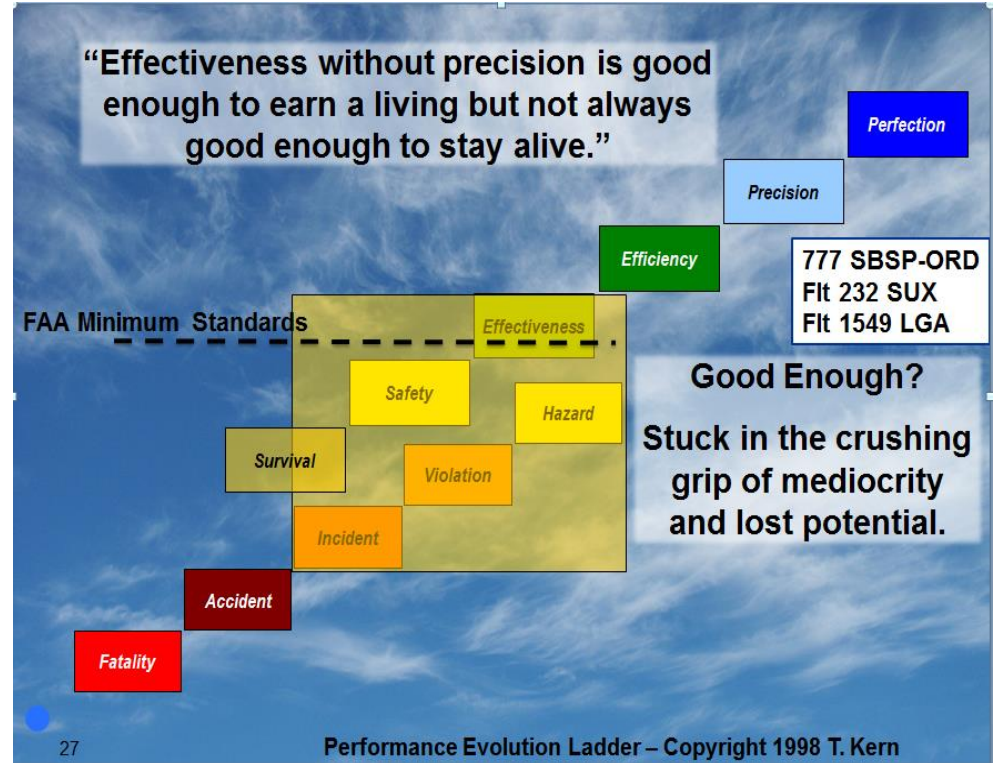 “Effectiveness without precision is good
enough to earn a living but not always
good enough to stay alive.”
Perfection
Precision
Efficiency
777 SBSP-ORD
Flt 232 SUX
Flt 1549 LGA
FAA Minimum Standards
Effectiveness
Good Enough?
Safety
Hazard
Stuck in the crushing
grip of mediocrity
and lost potential.
Survival
Violation
Incident
Accident
Fatality
27
Performance Evolution Ladder – Copyright 1998 T. Kern